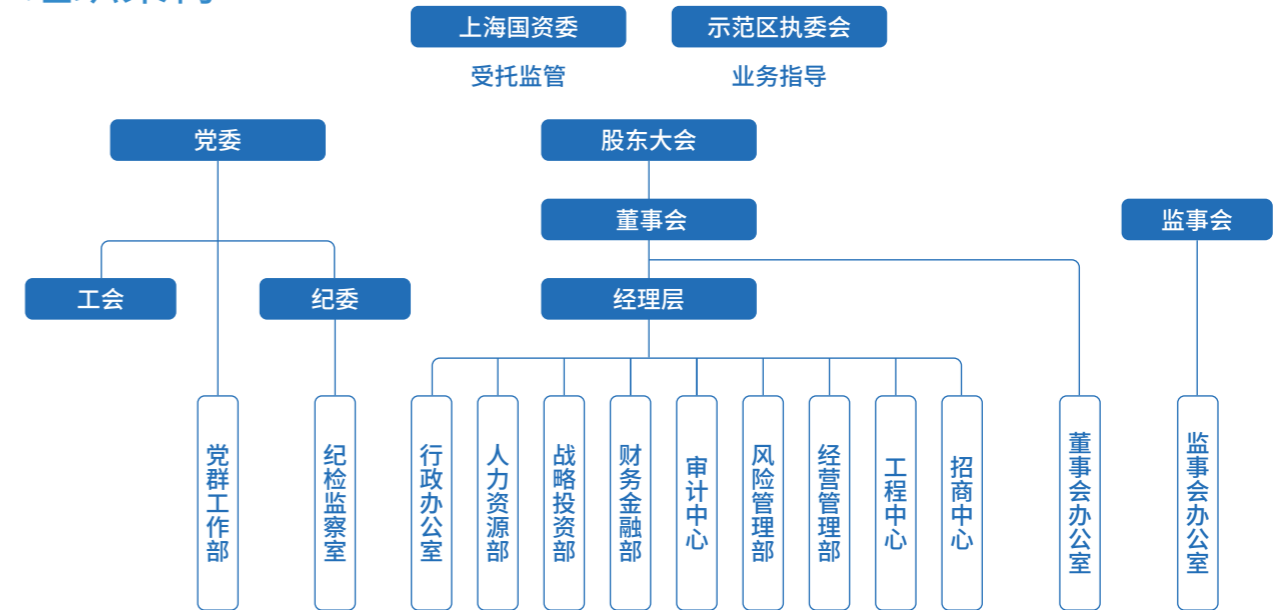 上海国资委
示范区执委会
受托监管
业务指导
党委
股东大会
董事会
监事会
工会
纪委
经理层
党群工作部
纪检监察室
行政办公室
人力资源部
战略投资部
财务金融部
审计中心
风险管理部
经营管理部
工程中心
招商中心
董事会办公室
监事会办公室